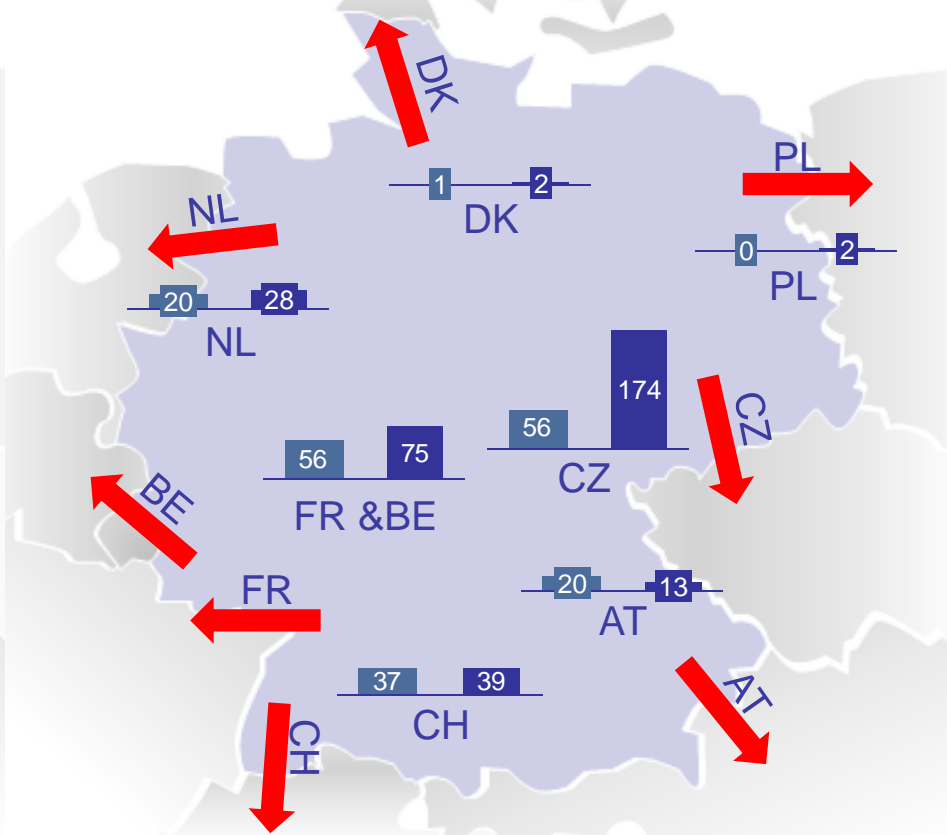 DK
1 2
DK
PL
0 2
PL
NL
20 28
NL
56 174
CZ
CZ
56 75
FR &BE
BE
FR
20 13
AT
AT
37 39
CH
CH